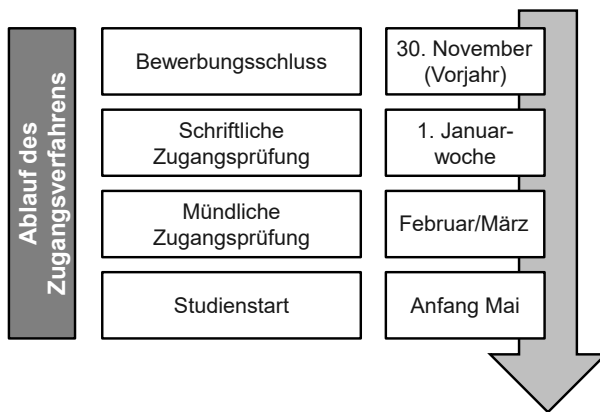 Ablauf des
Zugangsverfahrens
Bewerbungsschluss
30. November
(Vorjahr)
Schriftliche
Zugangsprüfung
1. Januar-
woche
Mündliche
Zugangsprüfung
Februar/März
Studienstart
Anfang Mai